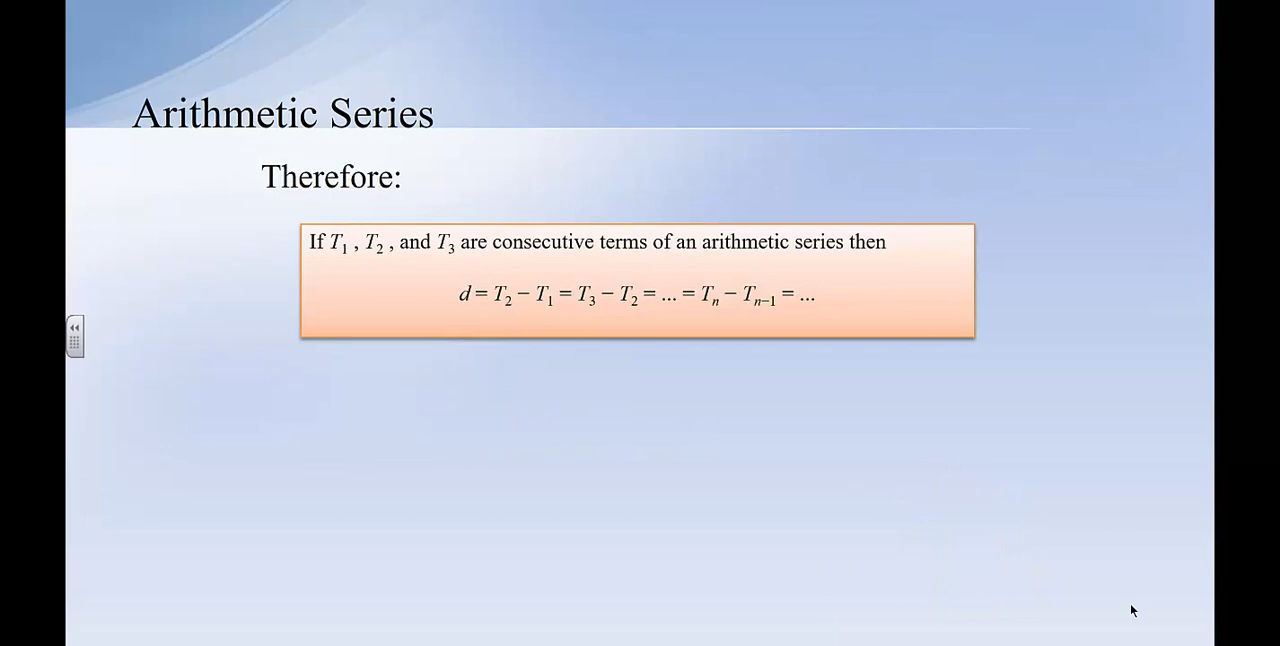 Arithmetic Series
Therefore:
If T₁ , T₂ , and T₃ are consecutive terms of an arithmetic series then
d = T₂ − T₁ = T₃ − T₂ = ... = Tₙ − Tₙ₋₁ = ...